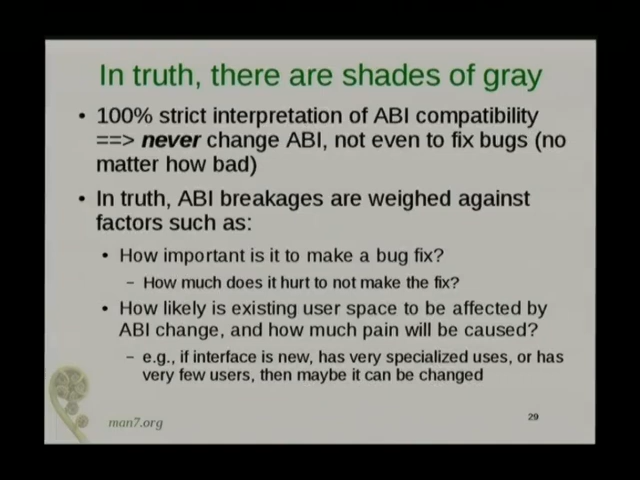 In truth, there are shades of gray
• 100% strict interpretation of ABI compatibility
==> never change ABI, not even to fix bugs (no
matter how bad)
• In truth, ABI breakages are weighed against
factors such as:
• How important is it to make a bug fix?
– How much does it hurt to not make the fix?
• How likely is existing user space to be affected by
ABI change, and how much pain will be caused?
– e.g., if interface is new, has very specialized uses, or has
very few users, then maybe it can be changed
man7.org
29